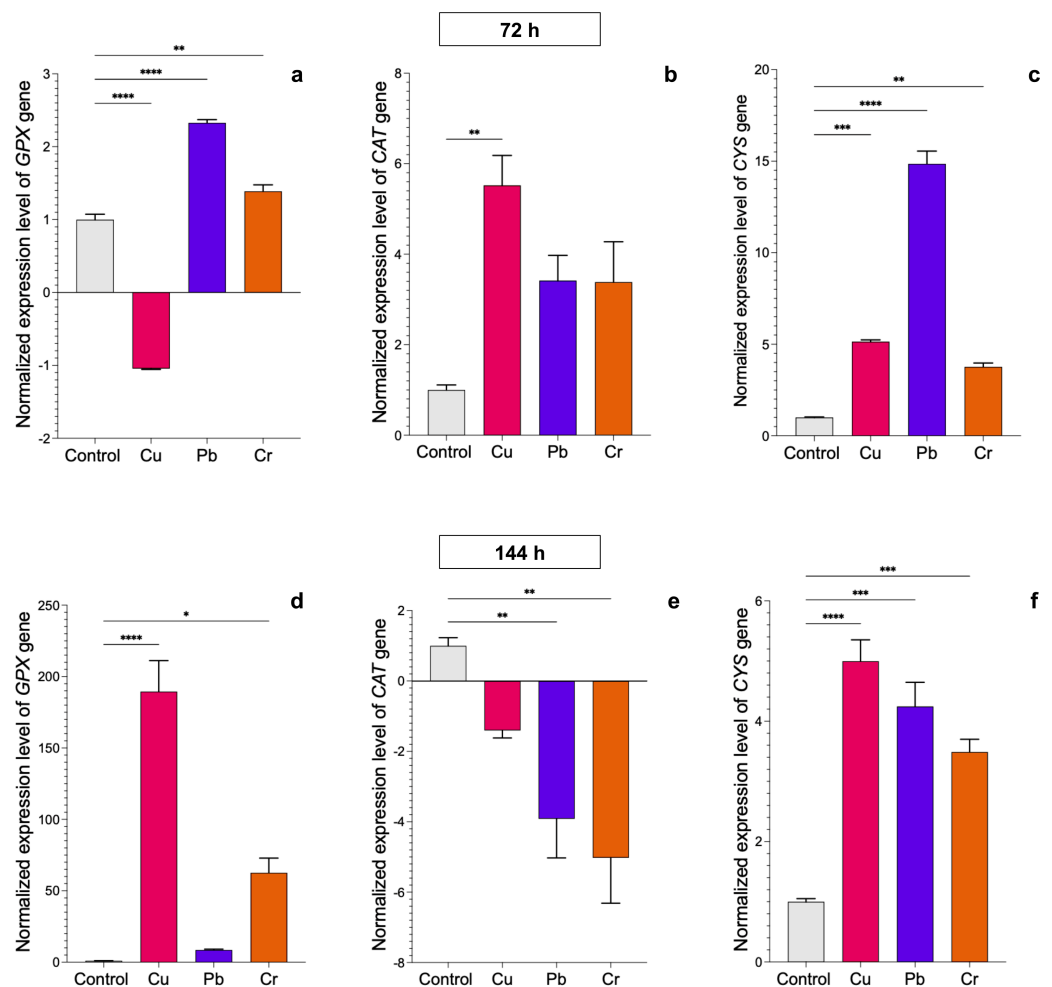 72 h
a
Normalized expression level of GPX gene
**
****
****
3
2
1
0
-1
-2
Control Cu Pb Cr
b
Normalized expression level of CAT gene
**
8
6
4
2
0
Control Cu Pb Cr
c
Normalized expression level of CYS gene
**
****
***
20
15
10
5
0
Control Cu Pb Cr
144 h
d
Normalized expression level of GPX gene
*
****
250
200
150
100
50
0
Control Cu Pb Cr
e
Normalized expression level of CAT gene
**
**
2
0
-2
-4
-6
-8
Control Cu Pb Cr
f
Normalized expression level of CYS gene
***
***
****
6
4
2
0
Control Cu Pb Cr